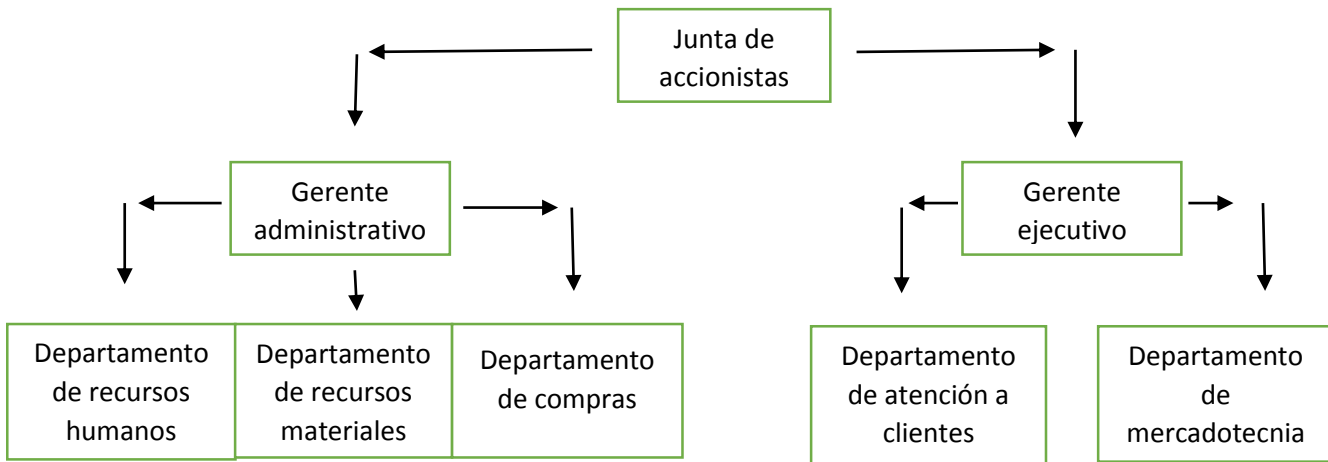 Junta de
accionistas
Gerente
administrativo
Gerente
ejecutivo
Departamento
de recursos
humanos
Departamento
de recursos
materiales
Departamento
de compras
Departamento
de atención a
clientes
Departamento
de
mercadotecnia